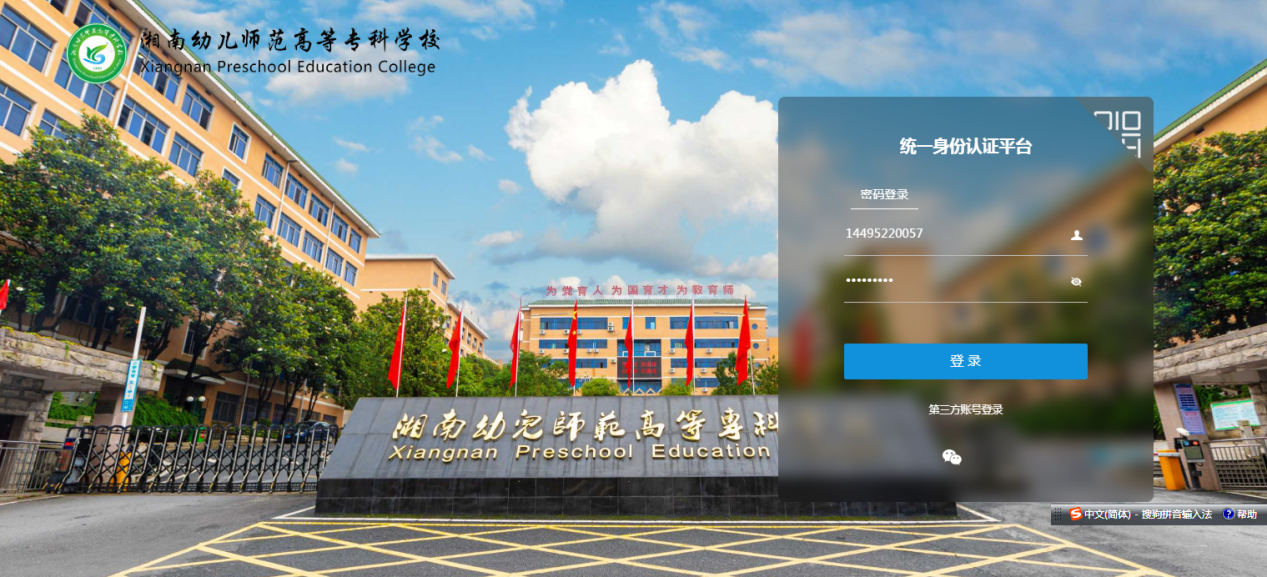 湘南幼儿师范高等专科学校
Xiangnan Preschool Education College
统一身份认证平台
密码登录
14495220057
•••••••••
为党育人 为国育才 为教育师
登 录
第三方账号登录
湘南幼兒師範高等專科
Xiangnan Preschool Education
中文(简体) - 搜狗拼音输入法 帮助